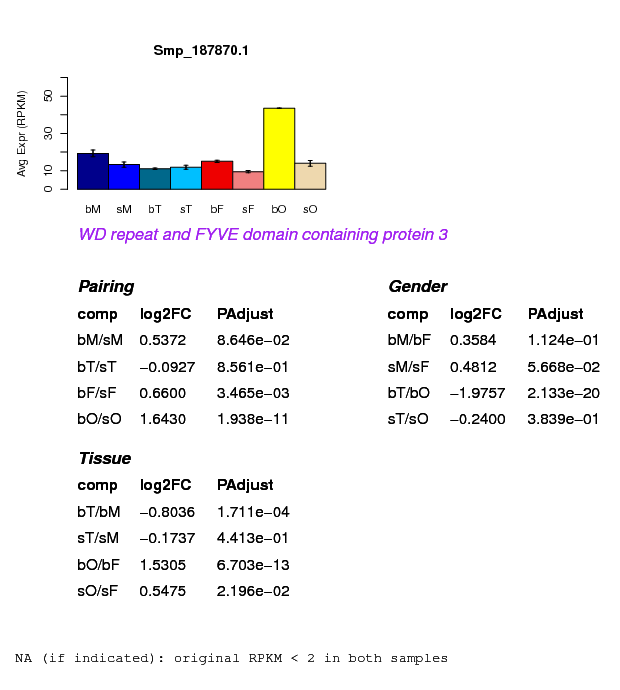 Smp_187870.1
Avg Expr (RPKM)
50
30
10
0
bM sM bT sT bF sF bO sO
WD repeat and FYVE domain containing protein 3
Pairing
comp log2FC PAdjust
bM/sM 0.5372 8.646e−02
bT/sT −0.0927 8.561e−01
bF/sF 0.6600 3.465e−03
bO/sO 1.6430 1.938e−11
Gender
comp log2FC PAdjust
bM/bF 0.3584 1.124e−01
sM/sF 0.4812 5.668e−02
bT/bO −1.9757 2.133e−20
sT/sO −0.2400 3.839e−01
Tissue
comp log2FC PAdjust
bT/bM −0.8036 1.711e−04
sT/sM −0.1737 4.413e−01
bO/bF 1.5305 6.703e−13
sO/sF 0.5475 2.196e−02
NA (if indicated): original RPKM < 2 in both samples